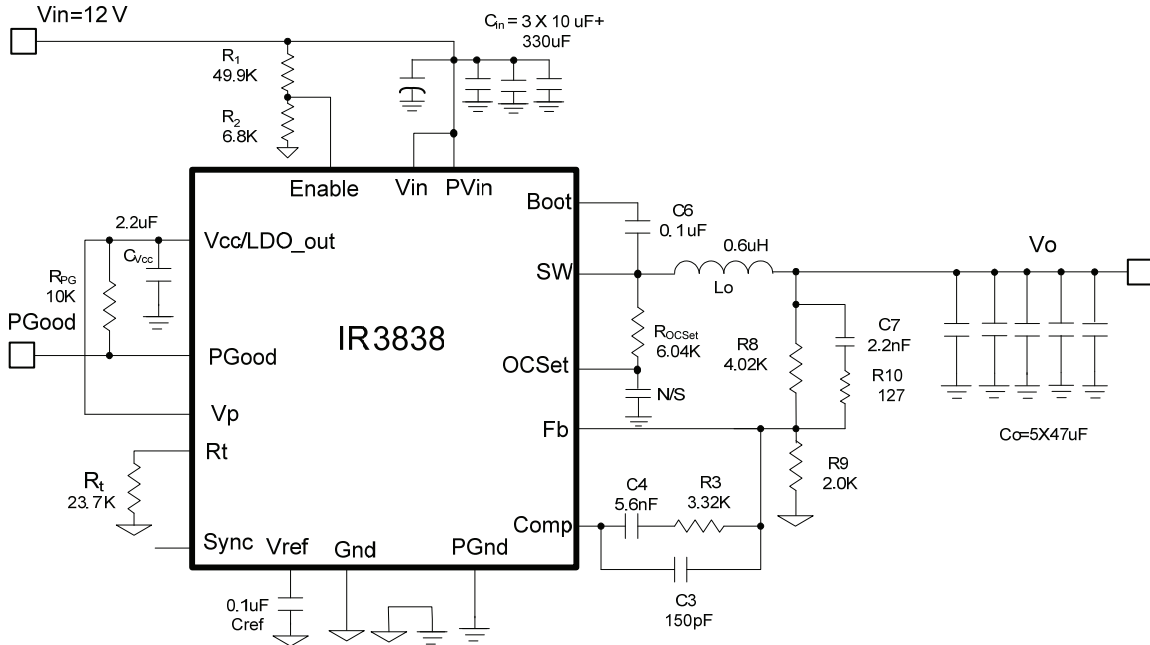 Vin=12 V
Cin = 3 X 10 uF+
330uF
R1
49.9K
R2
6.8K
Enable
Vin
PVin
Boot
C6
0.1uF
2.2uF
Vcc/LDO_out
CVcc
RPG
10K
PGood
SW
0.6uH
Lo
Vo
IR3838
ROCSet
6.04K
R8
4.02K
C7
2.2nF
R10
127
PGood
OCSet
N/S
Vp
Fb
Co=5X47uF
Rt
Rt
23.7K
R9
2.0K
C4
5.6nF
R3
3.32K
Comp
Sync
Vref
Gnd
PGnd
C3
150pF
0.1uF
Cref